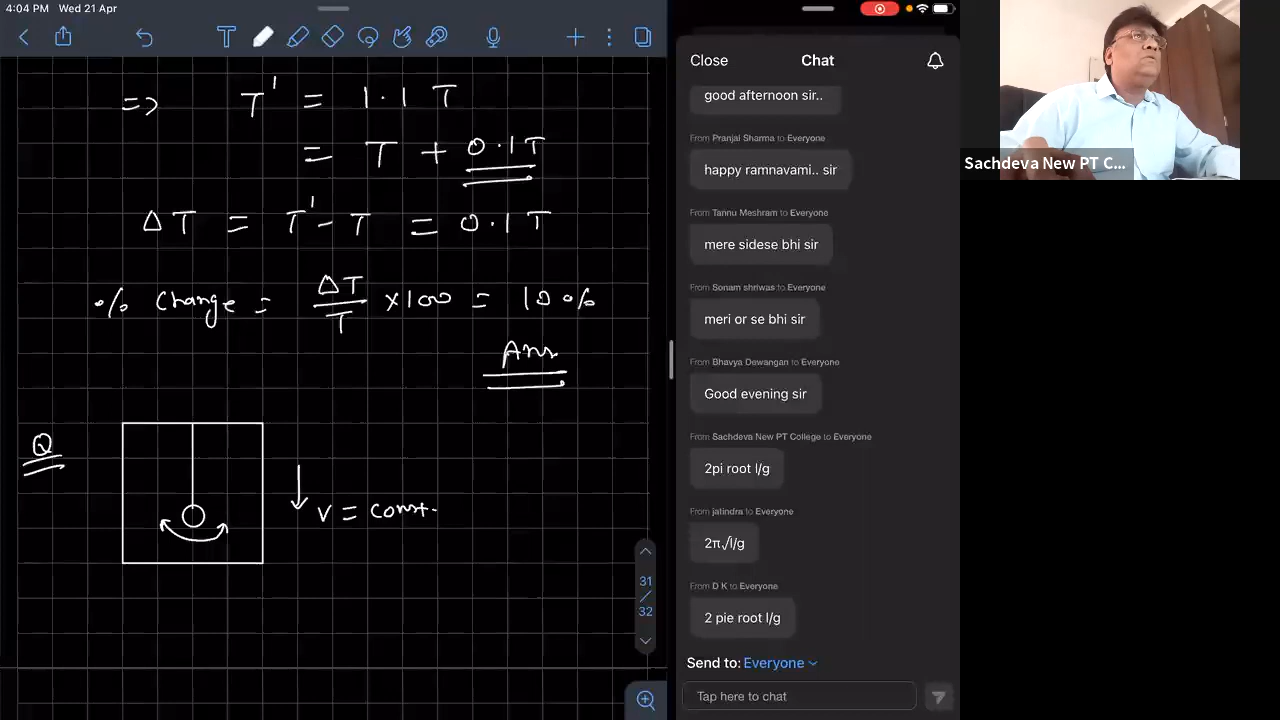 4:04 PM Wed 21 Apr
=> T' = 1.1 T
= T + 0.1T
ΔT = T' - T = 0.1T
% Change = ΔT/T ×100 = 10%
Ans
Q
v = const.
31
/
32
Close
Chat
good afternoon sir..
From Pranjai Sharma to Everyone
happy ramnavami.. sir
From Tannu Meshram to Everyone
mere sidese bhi sir
From Sonam shriwas to Everyone
meri or se bhi sir
From Bhavya Dewangan to Everyone
Good evening sir
From Sachdeva New PT College to Everyone
2pi root l/g
From jatindra to Everyone
2π√l/g
From D K to Everyone
2 pie root l/g
Send to: Everyone
Tap here to chat
Sachdeva New PT C...